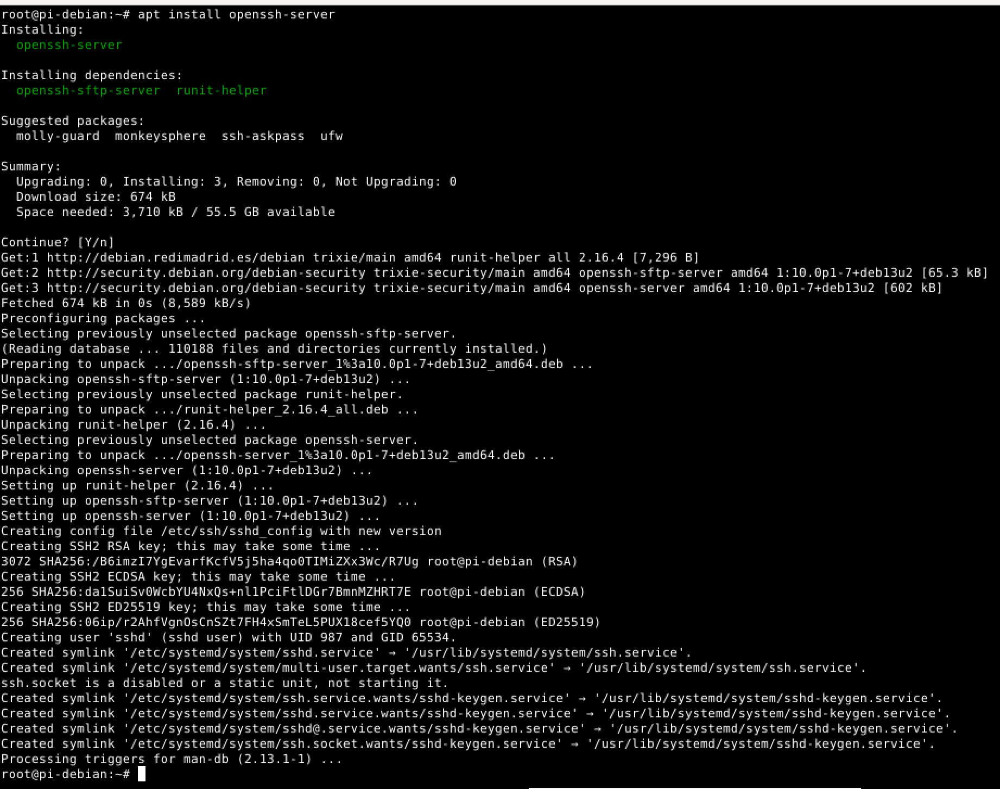 root@pi-debian:~# apt install openssh-server
Installing:
  openssh-server

Installing dependencies:
  openssh-sftp-server  runit-helper

Suggested packages:
  molly-guard  monkeysphere  ssh-askpass  ufw

Summary:
  Upgrading: 0, Installing: 3, Removing: 0, Not Upgrading: 0
  Download size: 674 kB
  Space needed: 3,710 kB / 55.5 GB available

Continue? [Y/n]
Get:1 http://debian.redimadrid.es/debian trixie/main amd64 runit-helper all 2.16.4 [7,296 B]
Get:2 http://security.debian.org/debian-security trixie-security/main amd64 openssh-sftp-server amd64 1:10.0p1-7+deb13u2 [65.3 kB]
Get:3 http://security.debian.org/debian-security trixie-security/main amd64 openssh-server amd64 1:10.0p1-7+deb13u2 [602 kB]
Fetched 674 kB in 0s (8,589 kB/s)
Preconfiguring packages ...
Selecting previously unselected package openssh-sftp-server.
(Reading database ... 110188 files and directories currently installed.)
Preparing to unpack .../openssh-sftp-server_1%3a10.0p1-7+deb13u2_amd64.deb ...
Unpacking openssh-sftp-server (1:10.0p1-7+deb13u2) ...
Selecting previously unselected package runit-helper.
Preparing to unpack .../runit-helper_2.16.4_all.deb ...
Unpacking runit-helper (2.16.4) ...
Selecting previously unselected package openssh-server.
Preparing to unpack .../openssh-server_1%3a10.0p1-7+deb13u2_amd64.deb ...
Unpacking openssh-server (1:10.0p1-7+deb13u2) ...
Setting up runit-helper (2.16.4) ...
Setting up openssh-sftp-server (1:10.0p1-7+deb13u2) ...
Setting up openssh-server (1:10.0p1-7+deb13u2) ...
Creating config file /etc/ssh/sshd_config with new version
Creating SSH2 RSA key; this may take some time ...
3072 SHA256:/B6imzI7YgEvarfKcfV5j5ha4qo0TIMiZXx3Wc/R7Ug root@pi-debian (RSA)
Creating SSH2 ECDSA key; this may take some time ...
256 SHA256:da1SuiSv0WcbYU4NxQs+nl1PciFtlDGr7BmnMZHRT7E root@pi-debian (ECDSA)
Creating SSH2 ED25519 key; this may take some time ...
256 SHA256:06ip/r2AhfVgnOsCnSZt7FH4xSmTeL5PUX18cef5YQ0 root@pi-debian (ED25519)
Creating user 'sshd' (sshd user) with UID 987 and GID 65534.
Created symlink '/etc/systemd/system/sshd.service' → '/usr/lib/systemd/system/ssh.service'.
Created symlink '/etc/systemd/system/multi-user.target.wants/ssh.service' → '/usr/lib/systemd/system/ssh.service'.
ssh.socket is a disabled or a static unit, not starting it.
Created symlink '/etc/systemd/system/ssh.service.wants/sshd-keygen.service' → '/usr/lib/systemd/system/sshd-keygen.service'.
Created symlink '/etc/systemd/system/sshd.service.wants/sshd-keygen.service' → '/usr/lib/systemd/system/sshd-keygen.service'.
Created symlink '/etc/systemd/system/sshd@.service.wants/sshd-keygen.service' → '/usr/lib/systemd/system/sshd-keygen.service'.
Created symlink '/etc/systemd/system/ssh.socket.wants/sshd-keygen.service' → '/usr/lib/systemd/system/sshd-keygen.service'.
Processing triggers for man-db (2.13.1-1) ...
root@pi-debian:~#